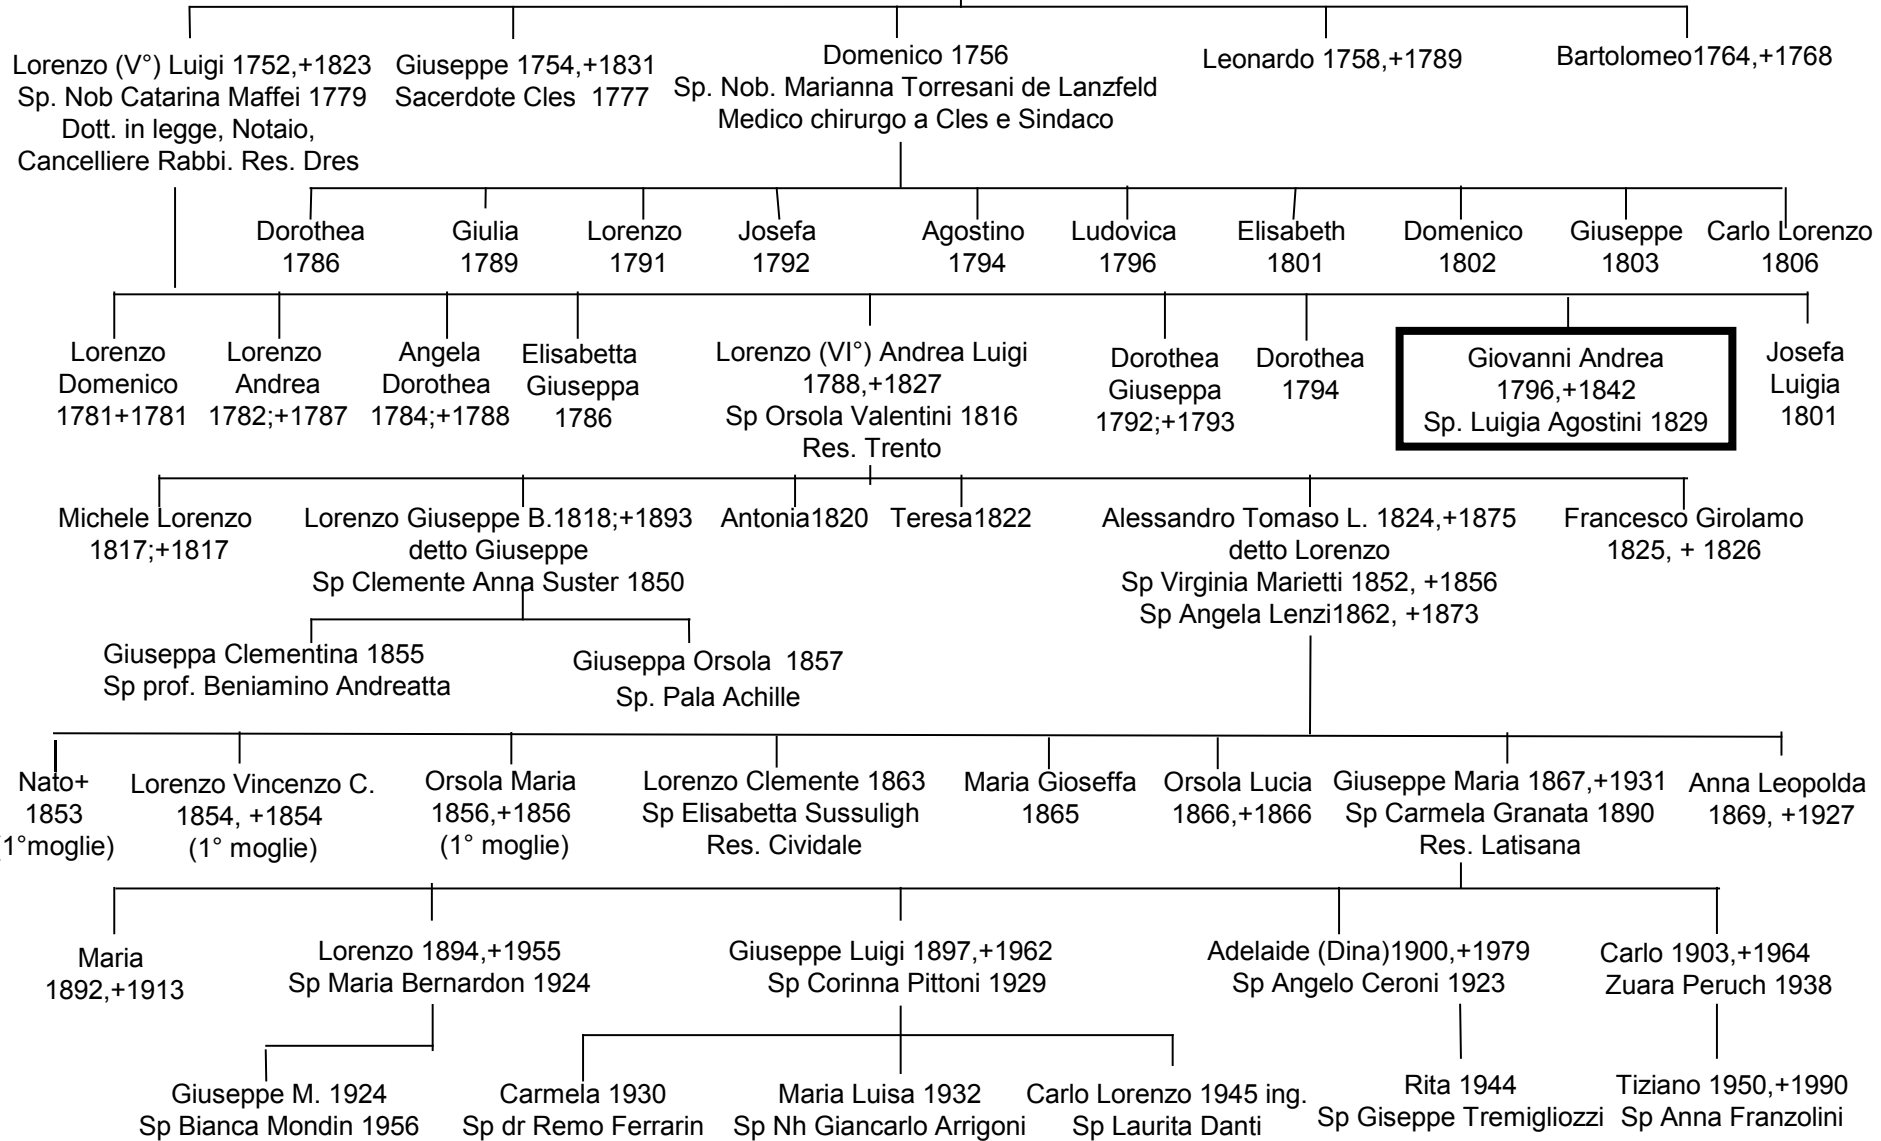 Lorenzo (V°) Luigi 1752,+1823
Sp. Nob Catarina Maffei 1779
Dott. in legge, Notaio,
Cancelliere Rabbi. Res. Dres
Giuseppe 1754,+1831
Sacerdote Cles 1777
Domenico 1756
Sp. Nob. Marianna Torresani de Lanzfeld
Medico chirurgo a Cles e Sindaco
Leonardo 1758,+1789
Bartolomeo1764,+1768
Dorothea
1786
Giulia
1789
Lorenzo
1791
Josefa
1792
Agostino
1794
Ludovica
1796
Elisabeth
1801
Domenico
1802
Giuseppe
1803
Carlo Lorenzo
1806
Lorenzo
Domenico
1781+1781
Lorenzo
Andrea
1782;+1787
Angela
Dorothea
1784;+1788
Elisabetta
Giuseppa
1786
Lorenzo (VI°) Andrea Luigi
1788,+1827
Sp Orsola Valentini 1816
Res. Trento
Dorothea
Giuseppa
1792;+1793
Dorothea
1794
Giovanni Andrea
1796,+1842
Sp. Luigia Agostini 1829
Josefa
Luigia
1801
Michele Lorenzo
1817;+1817
Lorenzo Giuseppe B.1818;+1893
detto Giuseppe
Sp Clemente Anna Suster 1850
Antonia1820
Teresa1822
Alessandro Tomaso L. 1824,+1875
detto Lorenzo
Sp Virginia Marietti 1852, +1856
Sp Angela Lenzi1862, +1873
Francesco Girolamo
1825, + 1826
Giuseppa Clementina 1855
Sp prof. Beniamino Andreatta
Giuseppa Orsola 1857
Sp. Pala Achille
Nato+
1853
(1°moglie)
Lorenzo Vincenzo C.
1854, +1854
(1° moglie)
Orsola Maria
1856,+1856
(1° moglie)
Lorenzo Clemente 1863
Sp Elisabetta Sussuligh
Res. Cividale
Maria Gioseffa
1865
Orsola Lucia
1866,+1866
Giuseppe Maria 1867,+1931
Sp Carmela Granata 1890
Res. Latisana
Anna Leopolda
1869, +1927
Maria
1892,+1913
Lorenzo 1894,+1955
Sp Maria Bernardon 1924
Giuseppe Luigi 1897,+1962
Sp Corinna Pittoni 1929
Adelaide (Dina)1900,+1979
Sp Angelo Ceroni 1923
Carlo 1903,+1964
Zuara Peruch 1938
Giuseppe M. 1924
Sp Bianca Mondin 1956
Carmela 1930
Sp dr Remo Ferrarin
Maria Luisa 1932
Sp Nh Giancarlo Arrigoni
Carlo Lorenzo 1945 ing.
Sp Laurita Danti
Rita 1944
Sp Giseppe Tremigliozzi
Tiziano 1950,+1990
Sp Anna Franzolini